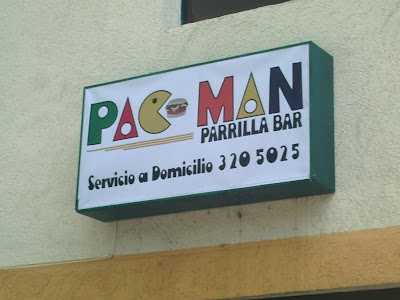 PAC MAN
PARRILLA BAR
Servicio a Domicilio 320 5025